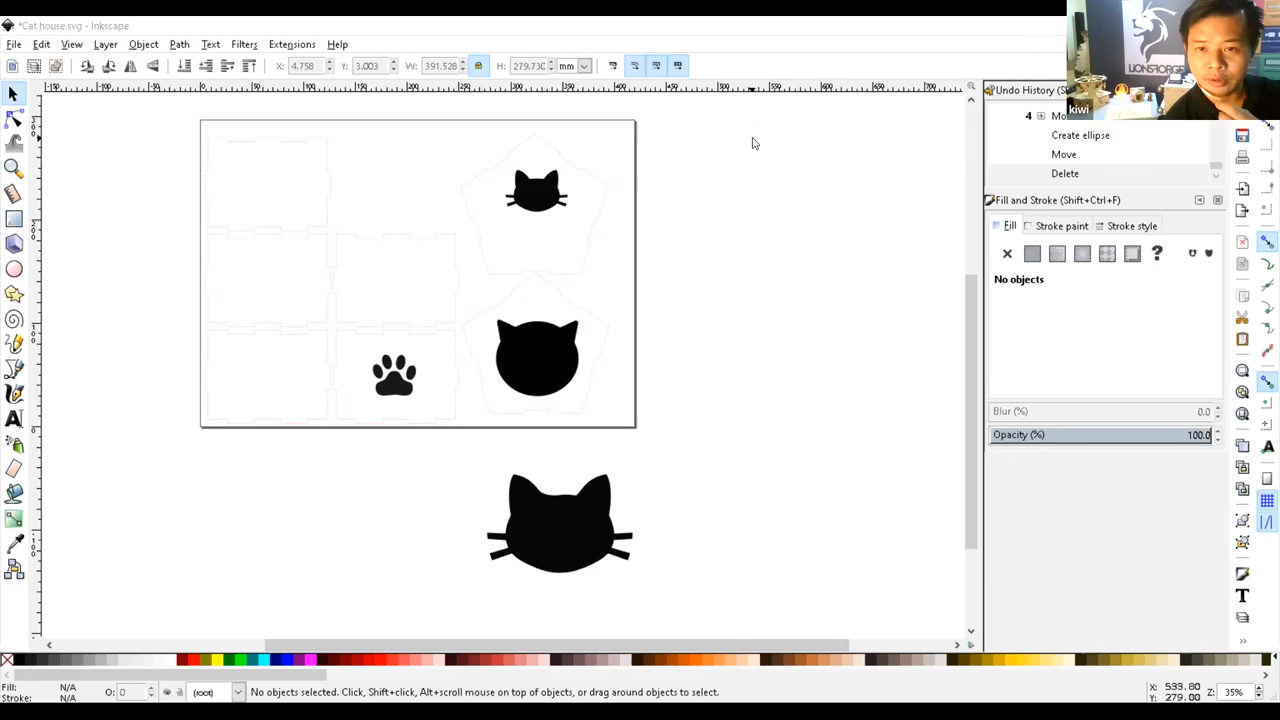 *Cat house.svg - Inkscape
File Edit View Layer Object Path Text Filters Extensions Help
X: 4.758 Y: 3.003 W: 391.528 H: 279.730 mm
LIONSFORGE
kiwi
Undo History (S
4 Mo
Create ellipse
Move
Delete
Fill and Stroke (Shift+Ctrl+F)
Fill Stroke paint Stroke style
No objects
Blur (%) 0.0
Opacity (%) 100.0
Fill: N/A
Stroke: N/A
O: 0
(root)
No objects selected. Click, Shift+click, Alt+scroll mouse on top of objects, or drag around objects to select.
X: 533.80
Y: 279.00
Z: 35%